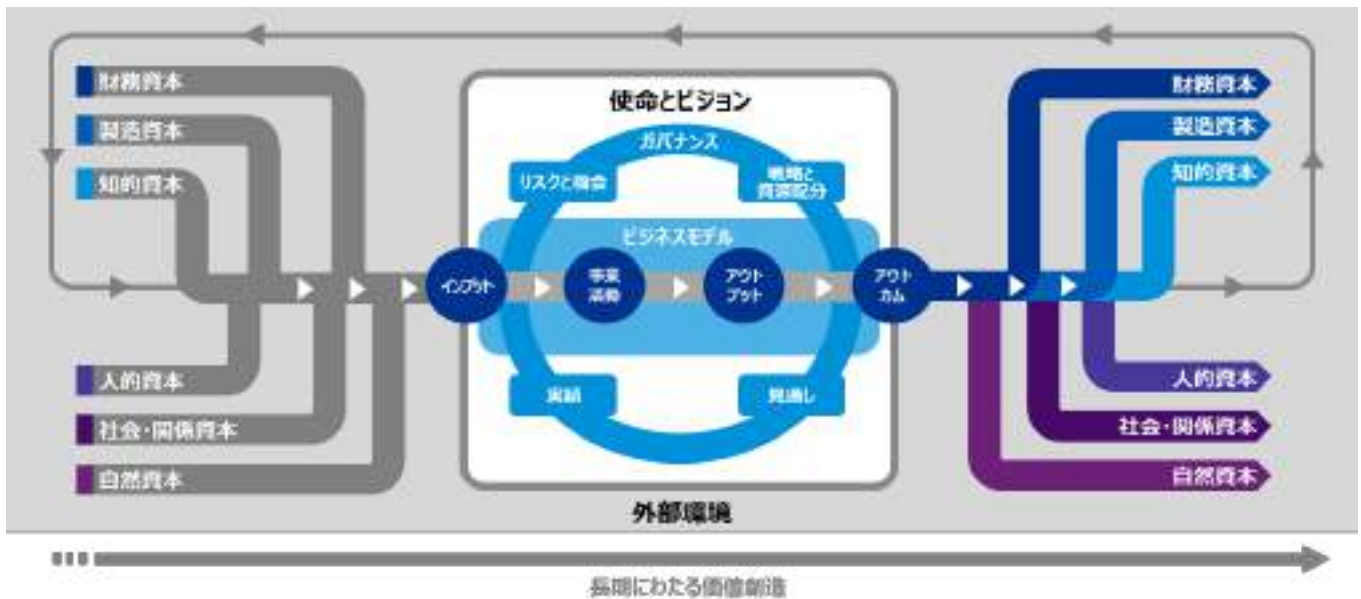 財務資本
製造資本
知的資本
人的資本
社会・関係資本
自然資本
使命とビジョン
ガバナンス
リスクと機会
戦略と
資源配分
ビジネスモデル
インプット
事業
活動
アウト
プット
アウト
カム
実績
見通し
外部環境
財務資本
製造資本
知的資本
人的資本
社会・関係資本
自然資本
長期にわたる価値創造